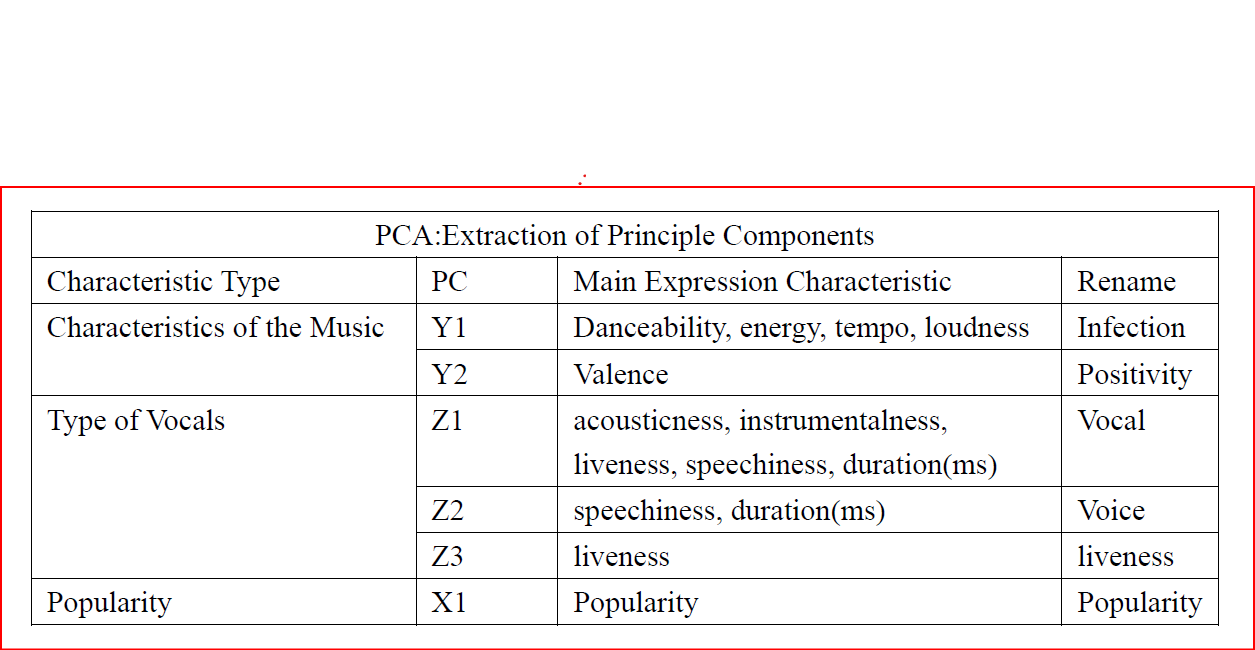 PCA:Extraction of Principle Components
Characteristic Type PC Main Expression Characteristic Rename
Characteristics of the Music Y1 Danceability, energy, tempo, loudness Infection
Y2 Valence Positivity
Type of Vocals Z1 acousticness, instrumentalness, Vocal
liveness, speechiness, duration(ms)
Z2 speechiness, duration(ms) Voice
Z3 liveness liveness
Popularity X1 Popularity Popularity